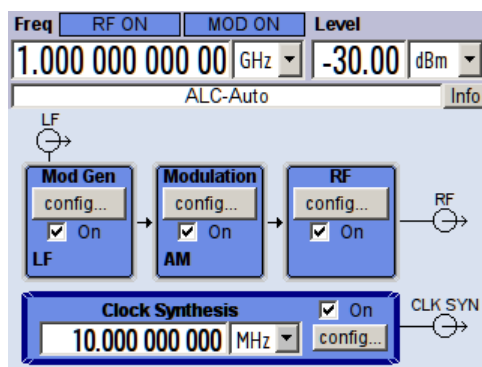 Freq RF ON MOD ON Level
1.000 000 000 00 GHz -30.00 dBm
ALC-Auto Info
LF
Mod Gen Modulation RF
config... config... config... RF
On On On
LF AM
Clock Synthesis On CLK SYN
10.000 000 000 MHz config...